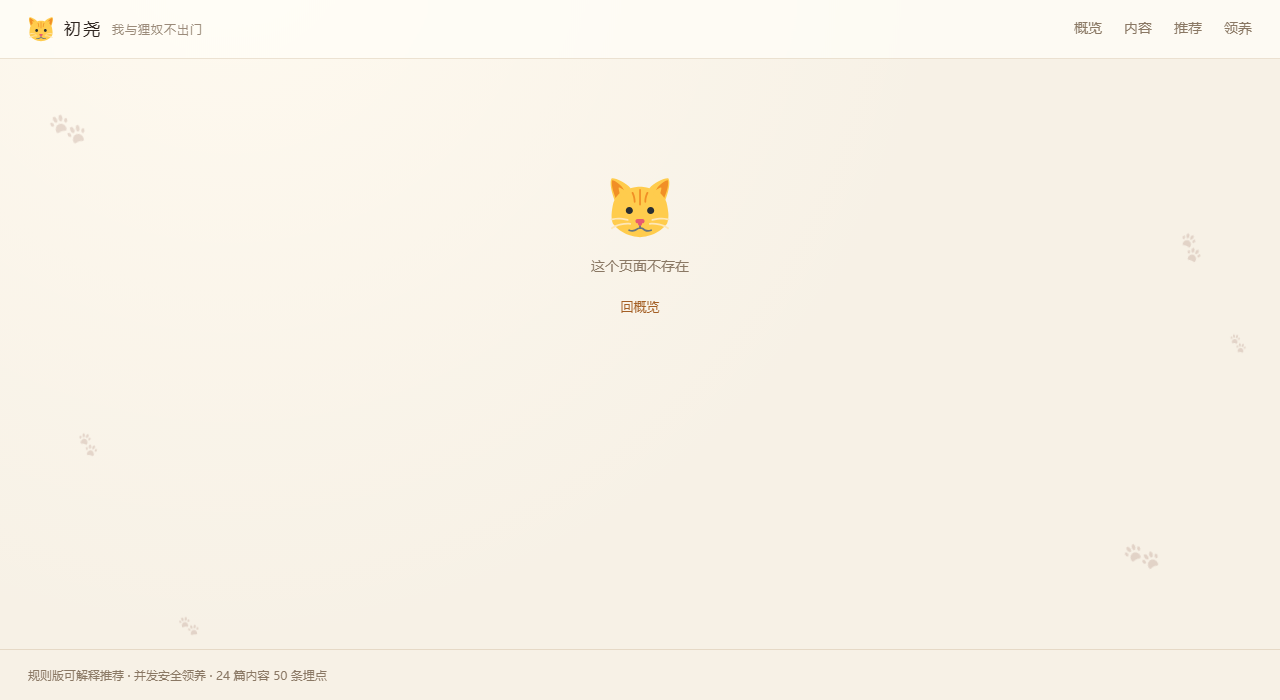 初尧 我与狸奴不出门 概览 内容 推荐 领养
这个页面不存在
回概览
规则版可解释推荐 · 并发安全领养 · 24 篇内容 50 条埋点